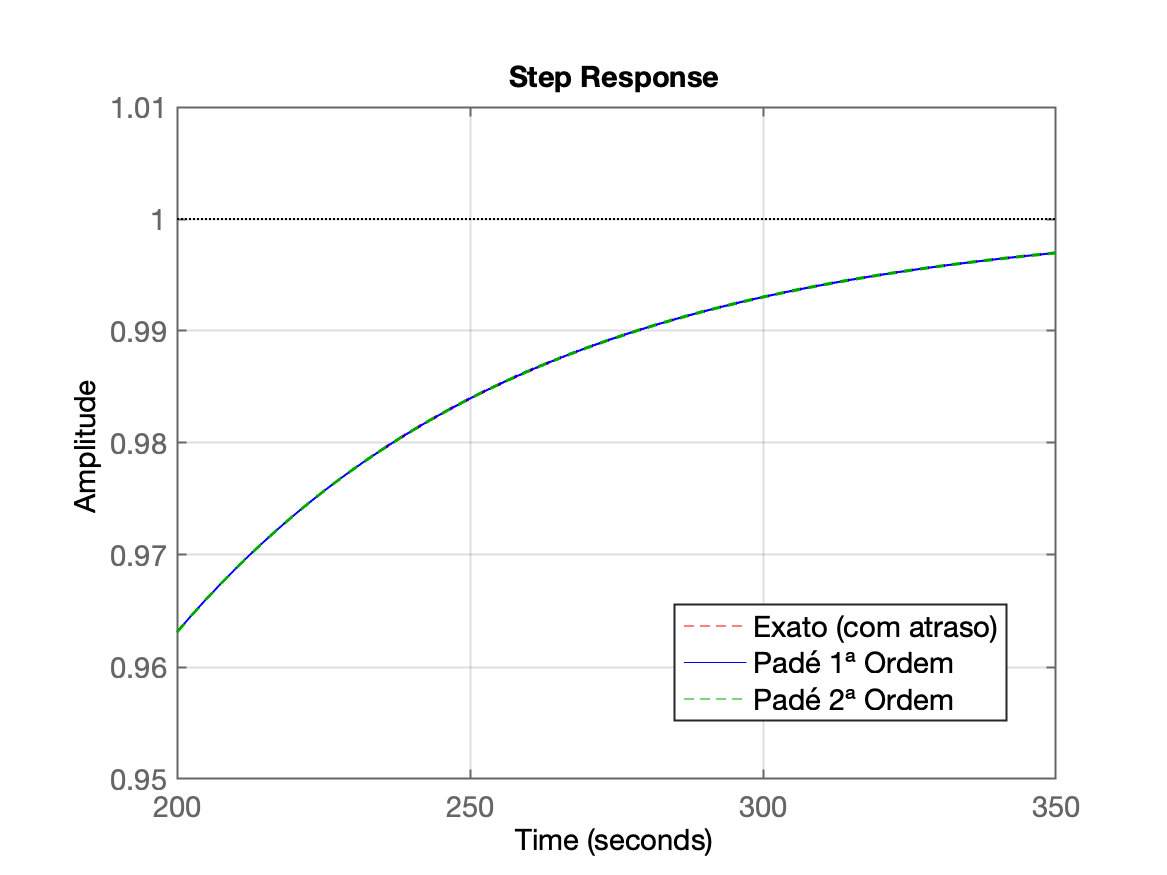 Step Response
1.01
1
0.99
0.98
0.97
0.96
0.95
Amplitude
200
250
300
350
Time (seconds)
Exato (com atraso)
Padé 1ª Ordem
Padé 2ª Ordem